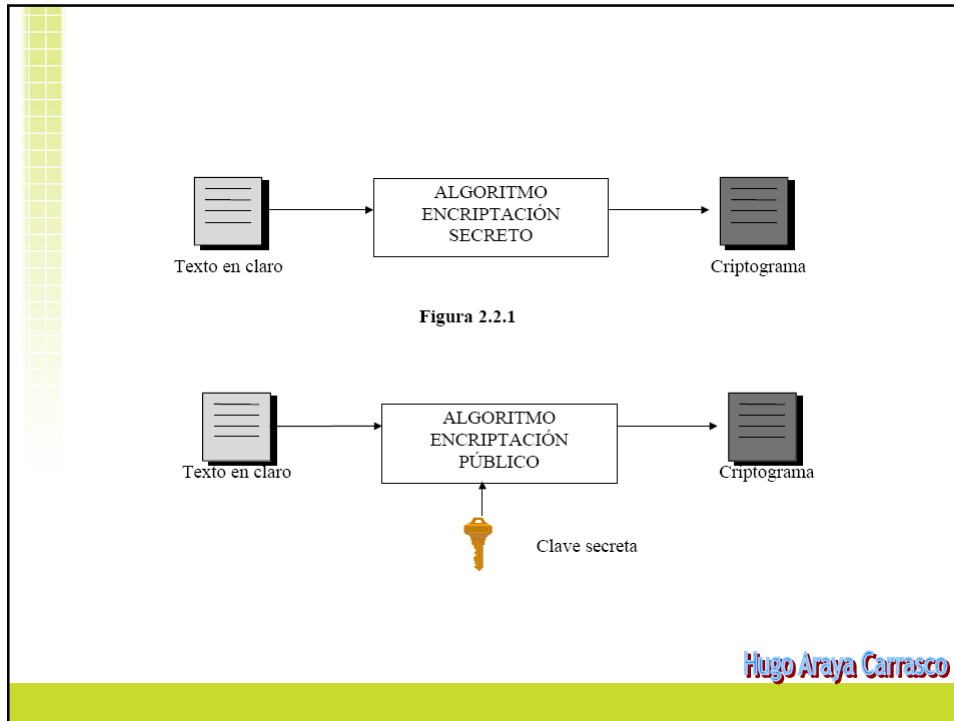 ALGORITMO
ENCRIPTACIÓN
SECRETO
Texto en claro
Criptograma
Figura 2.2.1
ALGORITMO
ENCRIPTACIÓN
PÚBLICO
Texto en claro
Criptograma
Clave secreta
Hugo Araya Carrasco